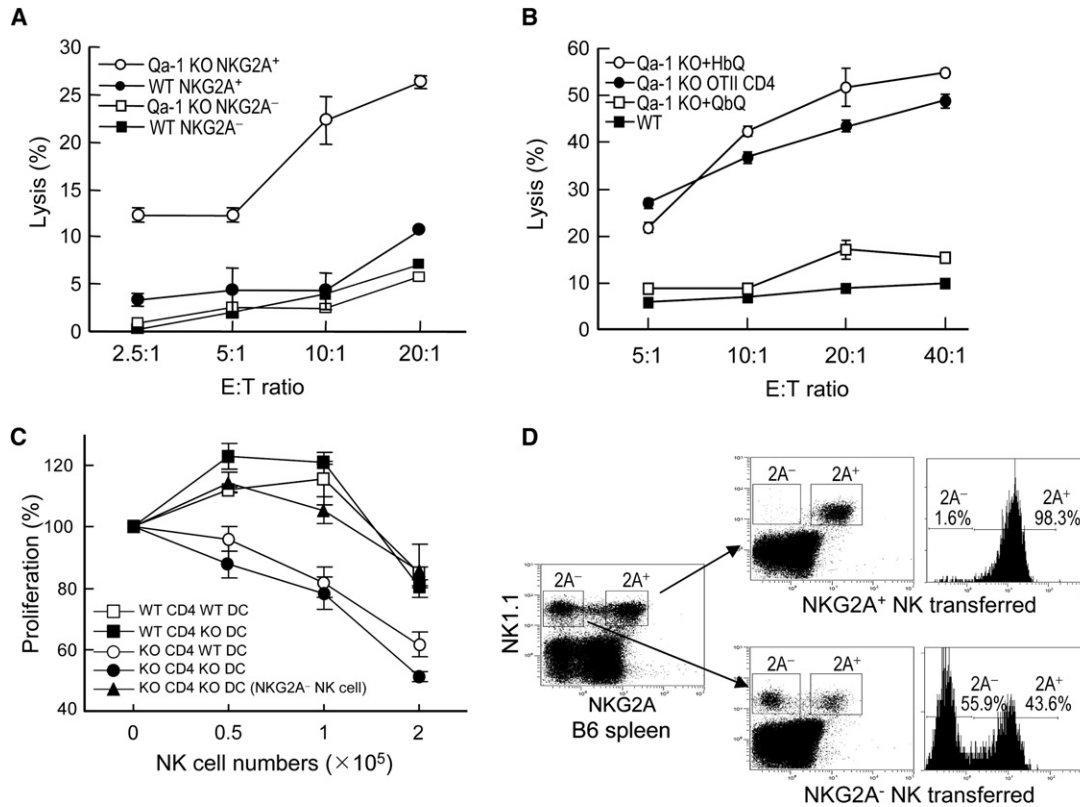 A
30
25
20
15
10
5
0
Lysis (%)
Qa-1 KO NKG2A⁺
WT NKG2A⁺
Qa-1 KO NKG2A⁻
WT NKG2A⁻
2.5:1 5:1 10:1 20:1
E:T ratio
B
60
50
40
30
20
10
0
Lysis (%)
Qa-1 KO+HbQ
Qa-1 KO OTII CD4
Qa-1 KO+QbQ
WT
5:1 10:1 20:1 40:1
E:T ratio
C
120
100
80
60
40
Proliferation (%)
WT CD4 WT DC
WT CD4 KO DC
KO CD4 WT DC
KO CD4 KO DC
KO CD4 KO DC (NKG2A⁻ NK cell)
0 0.5 1 2
NK cell numbers (×10⁵)
D
2A⁻ 2A⁺
NK1.1
NKG2A
B6 spleen
2A⁻ 2A⁺
2A⁻ 2A⁺
1.6% 98.3%
NKG2A⁺ NK transferred
2A⁻ 2A⁺
2A⁻ 2A⁺
55.9% 43.6%
NKG2A⁻ NK transferred